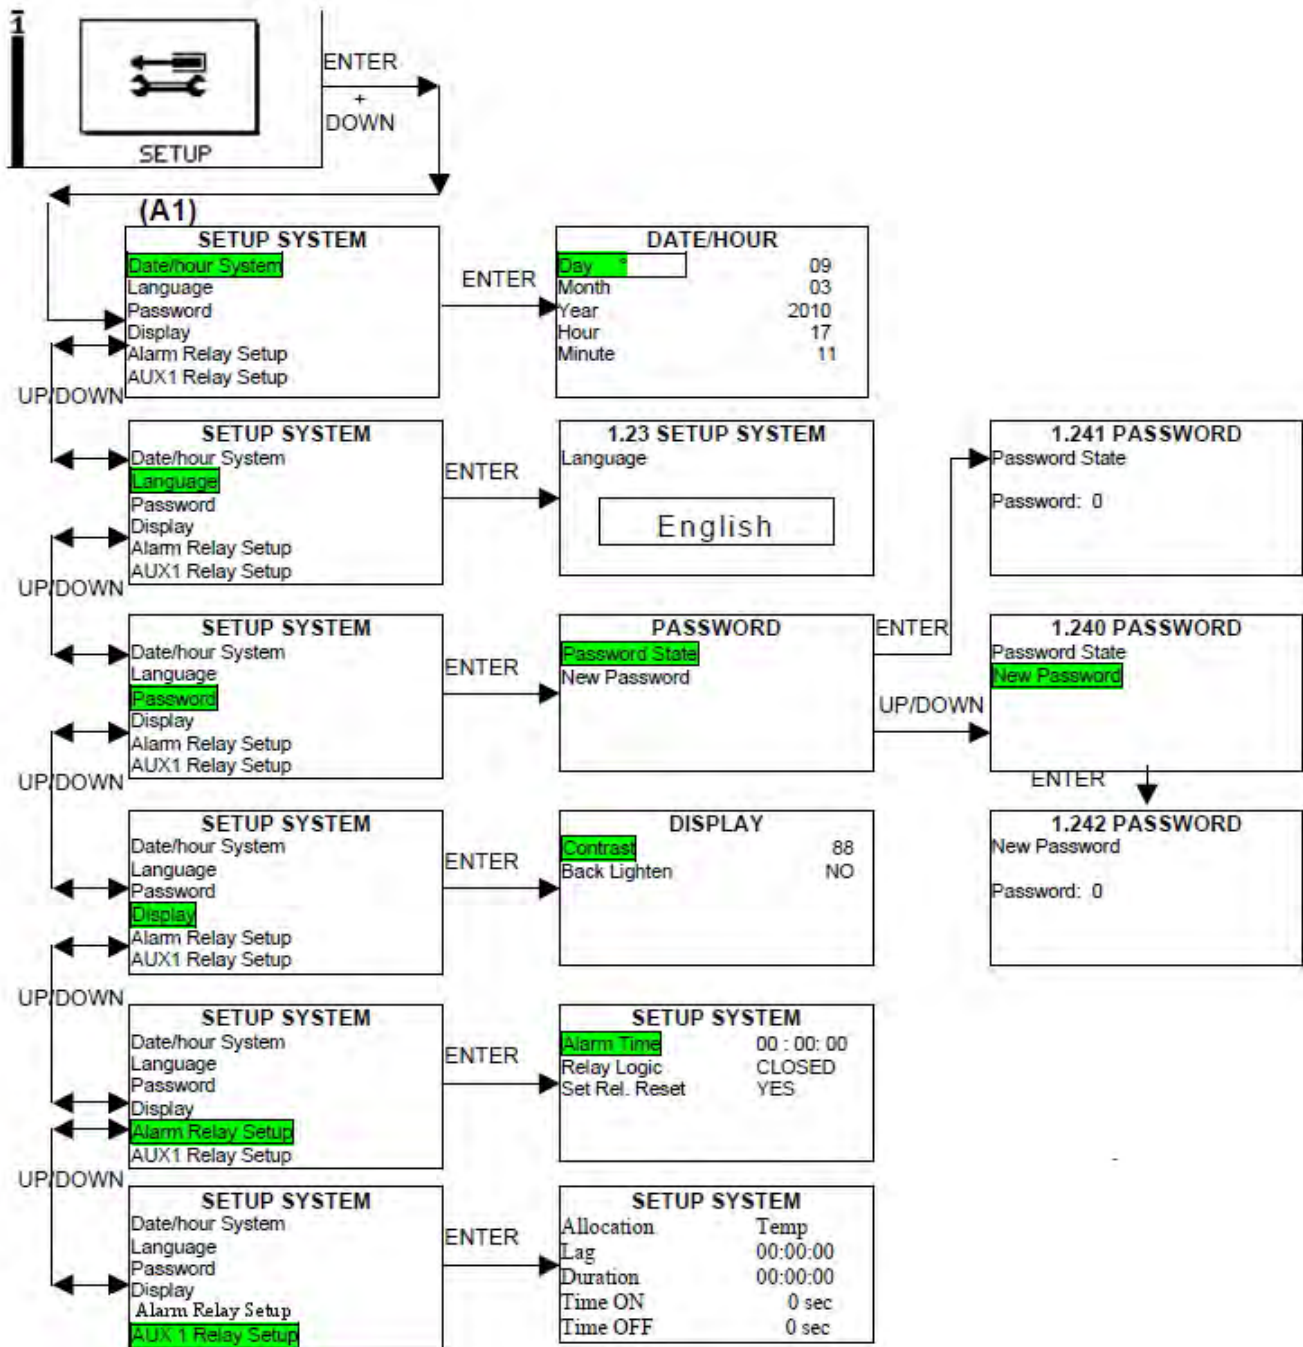 1
ENTER
+
DOWN
SETUP
(A1)
SETUP SYSTEM
Date/hour System
Language
Password
Display
Alarm Relay Setup
AUX1 Relay Setup
ENTER
DATE/HOUR
Day ° 09
Month 03
Year 2010
Hour 17
Minute 11
UP/DOWN
SETUP SYSTEM
Date/hour System
Language
Password
Display
Alarm Relay Setup
AUX1 Relay Setup
ENTER
1.23 SETUP SYSTEM
Language
English
1.241 PASSWORD
Password State
Password: 0
UP/DOWN
SETUP SYSTEM
Date/hour System
Language
Password
Display
Alarm Relay Setup
AUX1 Relay Setup
ENTER
PASSWORD
Password State
New Password
ENTER
UP/DOWN
1.240 PASSWORD
Password State
New Password
ENTER
UP/DOWN
SETUP SYSTEM
Date/hour System
Language
Password
Display
Alarm Relay Setup
AUX1 Relay Setup
ENTER
DISPLAY
Contrast 88
Back Lighten NO
1.242 PASSWORD
New Password
Password: 0
UP/DOWN
SETUP SYSTEM
Date/hour System
Language
Password
Display
Alarm Relay Setup
AUX1 Relay Setup
ENTER
SETUP SYSTEM
Alarm Time 00 : 00: 00
Relay Logic CLOSED
Set Rel. Reset YES
UP/DOWN
SETUP SYSTEM
Date/hour System
Language
Password
Display
Alarm Relay Setup
AUX 1 Relay Setup
ENTER
SETUP SYSTEM
Allocation Temp
Lag 00:00:00
Duration 00:00:00
Time ON 0 sec
Time OFF 0 sec